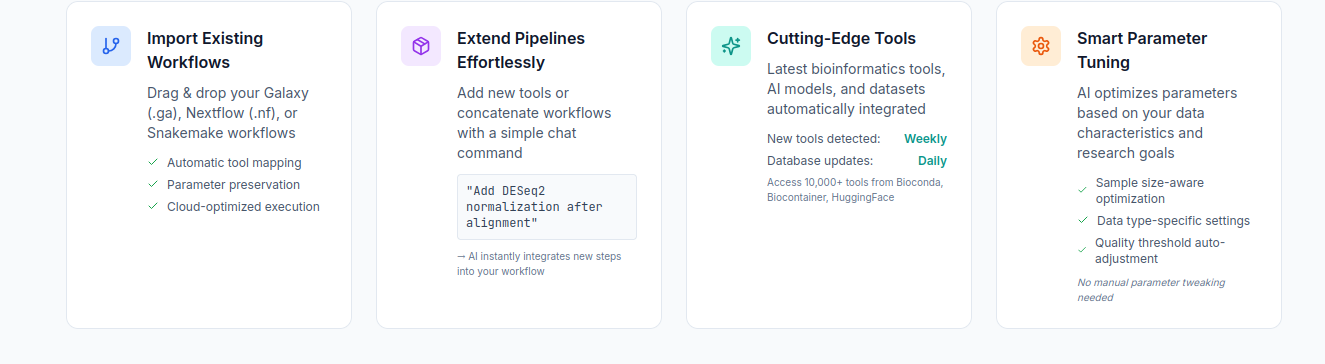 Import Existing
Workflows
Drag & drop your Galaxy
(.ga), Nextflow (.nf), or
Snakemake workflows
Automatic tool mapping
Parameter preservation
Cloud-optimized execution
Extend Pipelines
Effortlessly
Add new tools or
concatenate workflows
with a simple chat
command
"Add DESeq2
normalization after
alignment"
→ AI instantly integrates new steps
into your workflow
Cutting-Edge Tools
Latest bioinformatics tools,
AI models, and datasets
automatically integrated
New tools detected: Weekly
Database updates: Daily
Access 10,000+ tools from Bioconda,
Biocontainer, HuggingFace
Smart Parameter
Tuning
AI optimizes parameters
based on your data
characteristics and
research goals
Sample size-aware
optimization
Data type-specific settings
Quality threshold auto-
adjustment
No manual parameter tweaking
needed